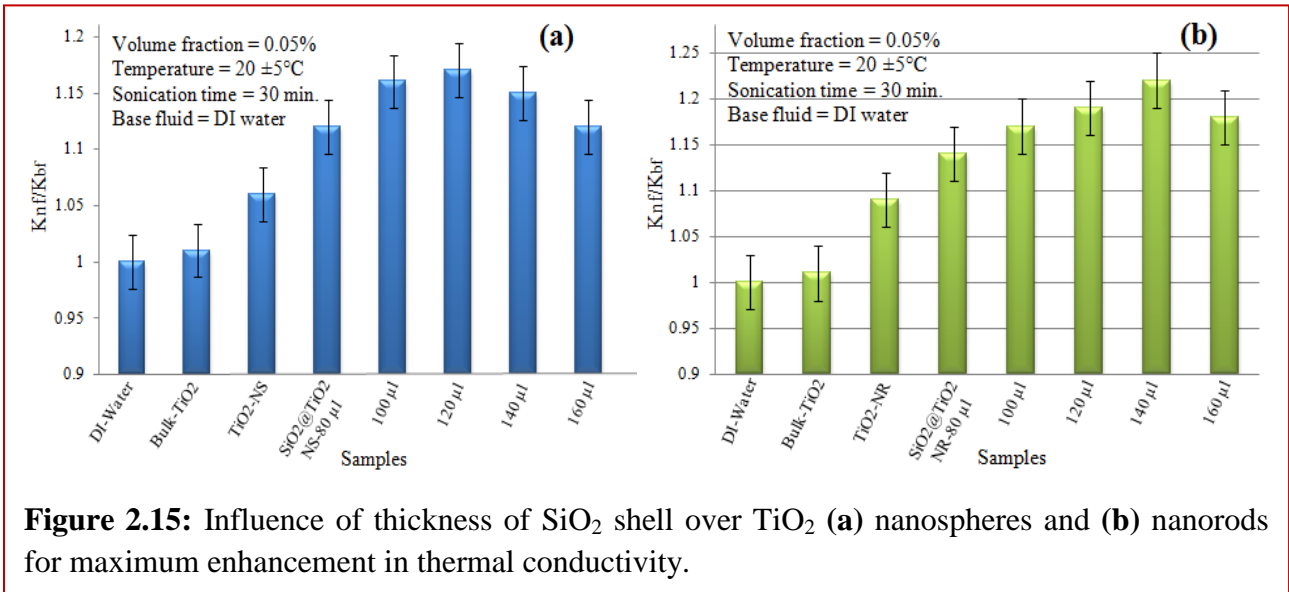 (a)
Volume fraction = 0.05%
Temperature = 20 ±5°C
Sonication time = 30 min.
Base fluid = DI water
Knf/Kbf
1.2
1.15
1.1
1.05
1
0.95
0.9
DI-Water
Bulk-TiO2
TiO2-NS
SiO2@TiO2
NS-80 µl
100 µl
120 µl
140 µl
160 µl
Samples
(b)
Volume fraction = 0.05%
Temperature = 20 ±5°C
Sonication time = 30 min.
Base fluid = DI water
Knf/Kbf
1.25
1.2
1.15
1.1
1.05
1
0.95
0.9
DI-Water
Bulk-TiO2
TiO2-NR
SiO2@TiO2
NR-80 µl
100 µl
120 µl
140 µl
160 µl
Samples
Figure 2.15: Influence of thickness of SiO₂ shell over TiO₂ (a) nanospheres and (b) nanorods
for maximum enhancement in thermal conductivity.